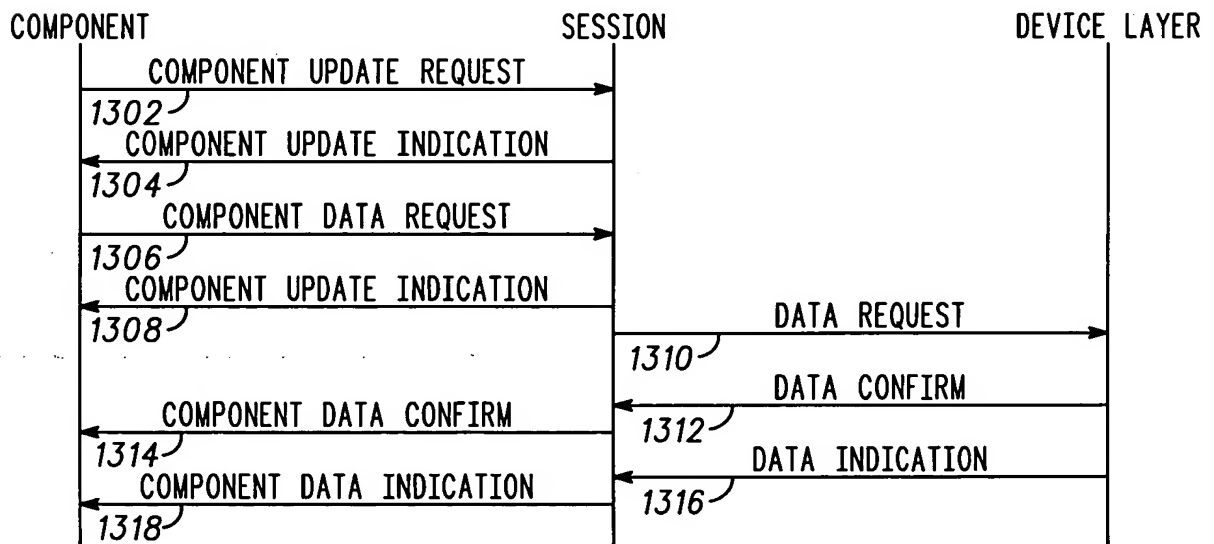 COMPONENT SESSION DEVICE LAYER
COMPONENT UPDATE REQUEST
1302
COMPONENT UPDATE INDICATION
1304
COMPONENT DATA REQUEST
1306
COMPONENT UPDATE INDICATION
1308
DATA REQUEST
1310
DATA CONFIRM
1312
COMPONENT DATA CONFIRM
1314
DATA INDICATION
1316
COMPONENT DATA INDICATION
1318